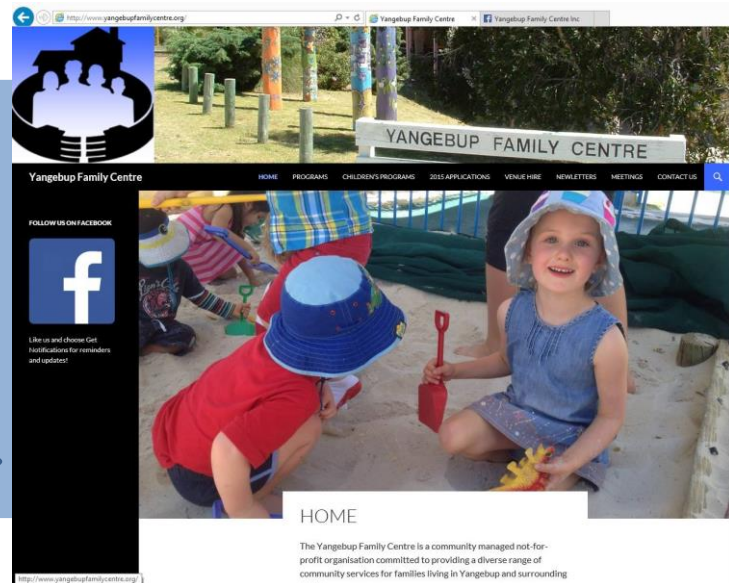 http://www.yangebupfamilycentre.org/
Yangebup Family Centre
Yangebup Family Centre Inc
YANGEBUP FAMILY CENTRE
Yangebup Family Centre
HOME PROGRAMS CHILDREN'S PROGRAMS 2015 APPLICATIONS VENUE HIRE NEWLETTERS MEETINGS CONTACT US
FOLLOW US ON FACEBOOK
f
Like us and choose Get
Notifications for reminders
and updates!
HOME
The Yangebup Family Centre is a community managed not-for-
profit organisation committed to providing a diverse range of
community services for families living in Yangebup and surrounding
http://www.yangebupfamilycentre.org/